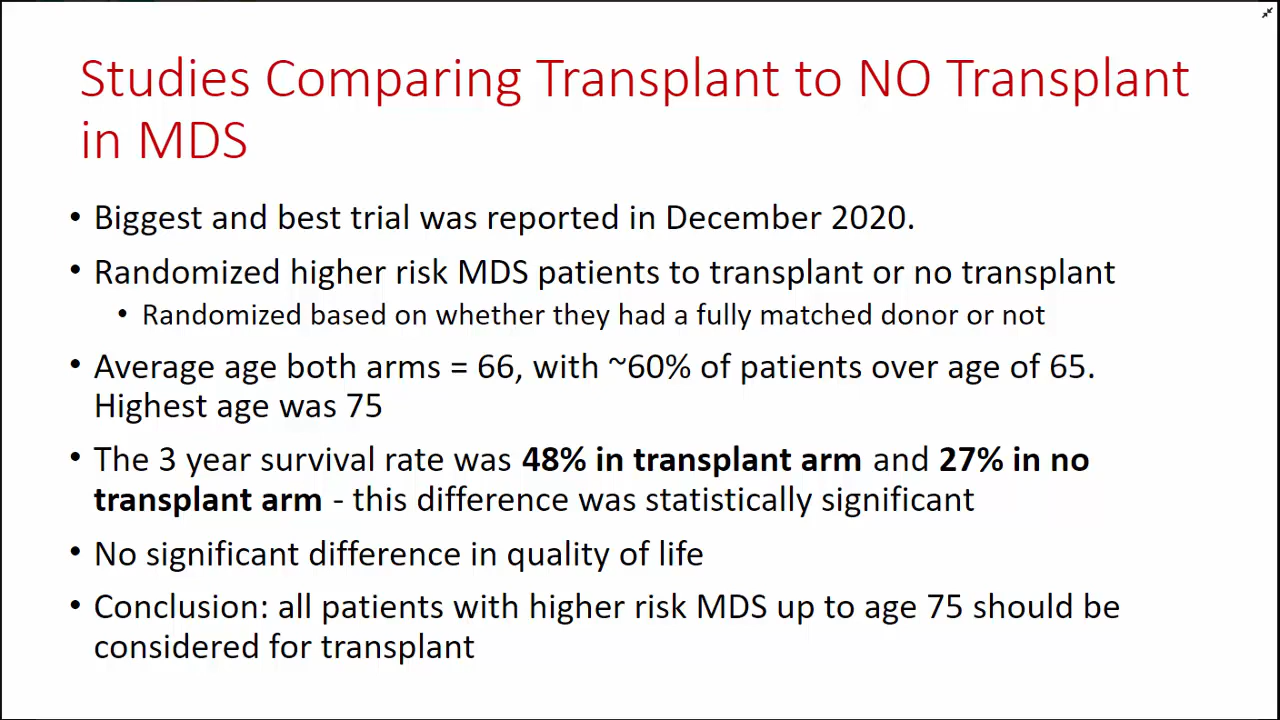 Studies Comparing Transplant to NO Transplant
in MDS
• Biggest and best trial was reported in December 2020.
• Randomized higher risk MDS patients to transplant or no transplant
• Randomized based on whether they had a fully matched donor or not
• Average age both arms = 66, with ~60% of patients over age of 65.
Highest age was 75
• The 3 year survival rate was 48% in transplant arm and 27% in no
transplant arm - this difference was statistically significant
• No significant difference in quality of life
• Conclusion: all patients with higher risk MDS up to age 75 should be
considered for transplant